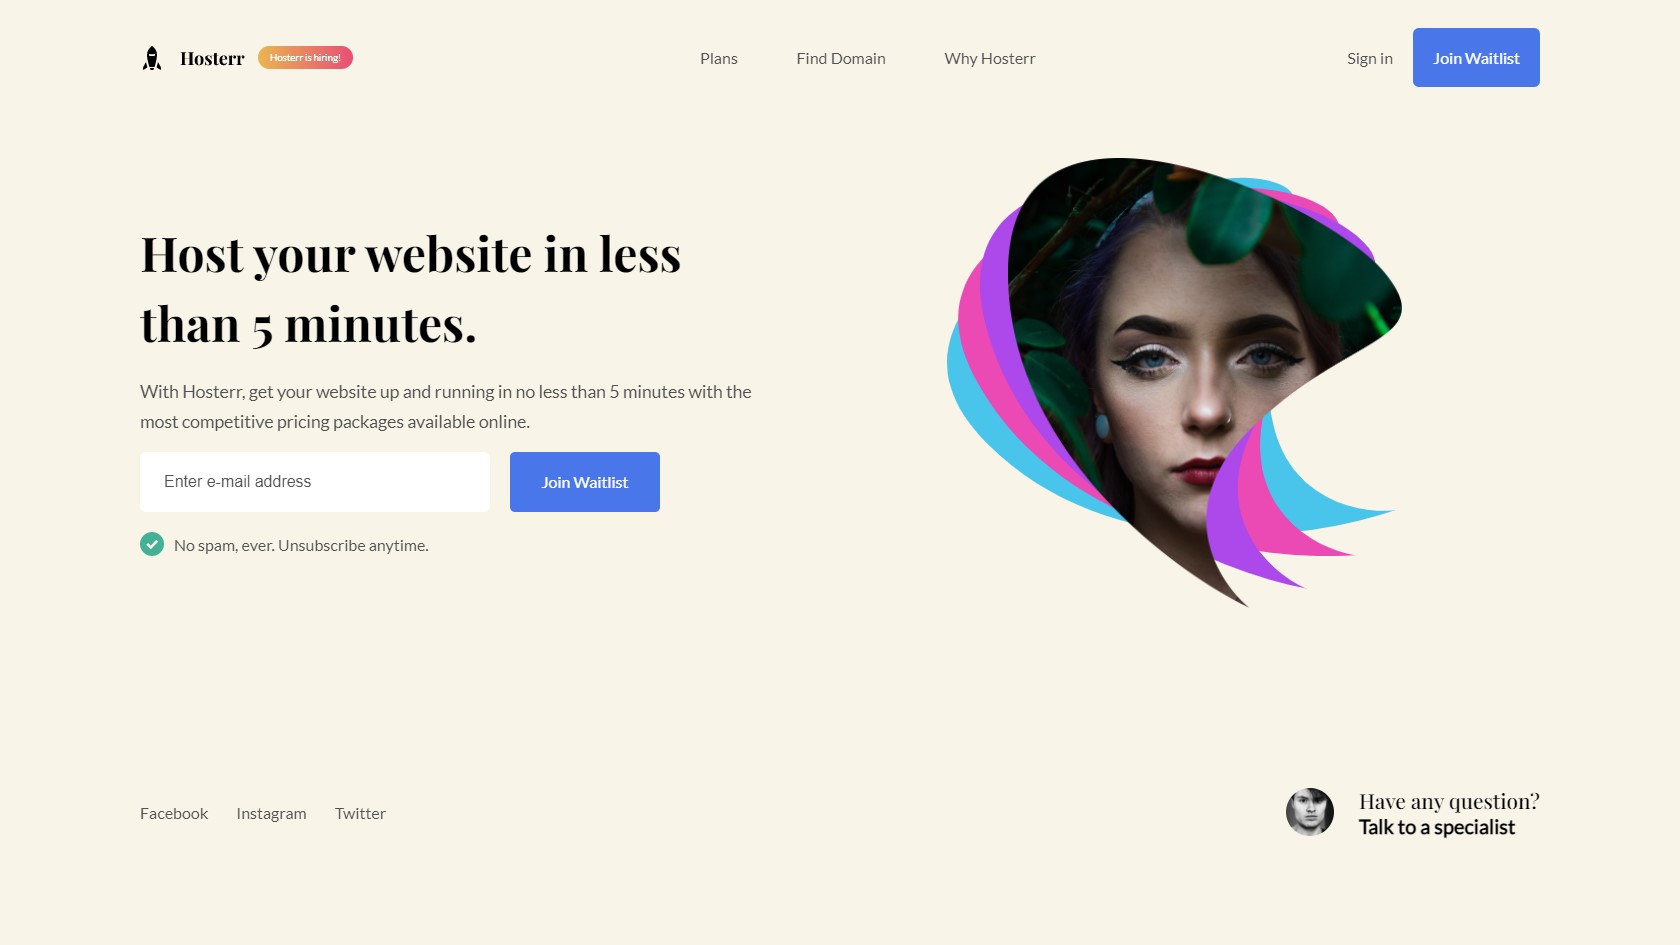 Hosterr
Hosterr is hiring!
Plans
Find Domain
Why Hosterr
Sign in
Join Waitlist
Host your website in less
than 5 minutes.
With Hosterr, get your website up and running in no less than 5 minutes with the
most competitive pricing packages available online.
Enter e-mail address
Join Waitlist
No spam, ever. Unsubscribe anytime.
Facebook
Instagram
Twitter
Have any question?
Talk to a specialist